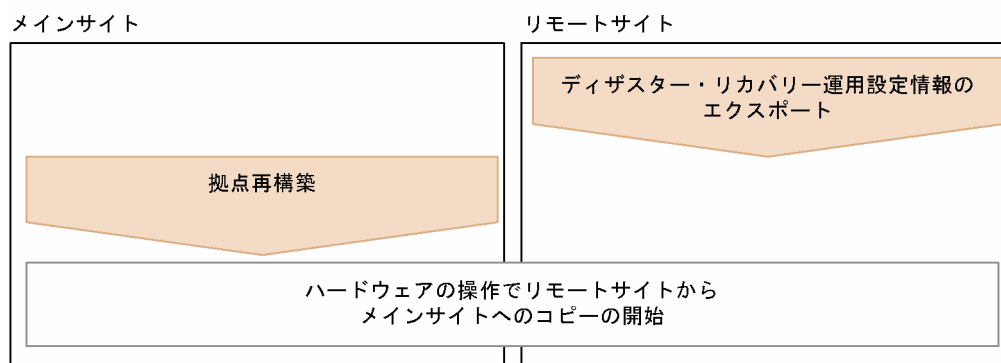 メインサイト
リモートサイト
ディザスター・リカバリー運用設定情報の
エクスポート
拠点再構築
ハードウェアの操作でリモートサイトから
メインサイトへのコピーの開始